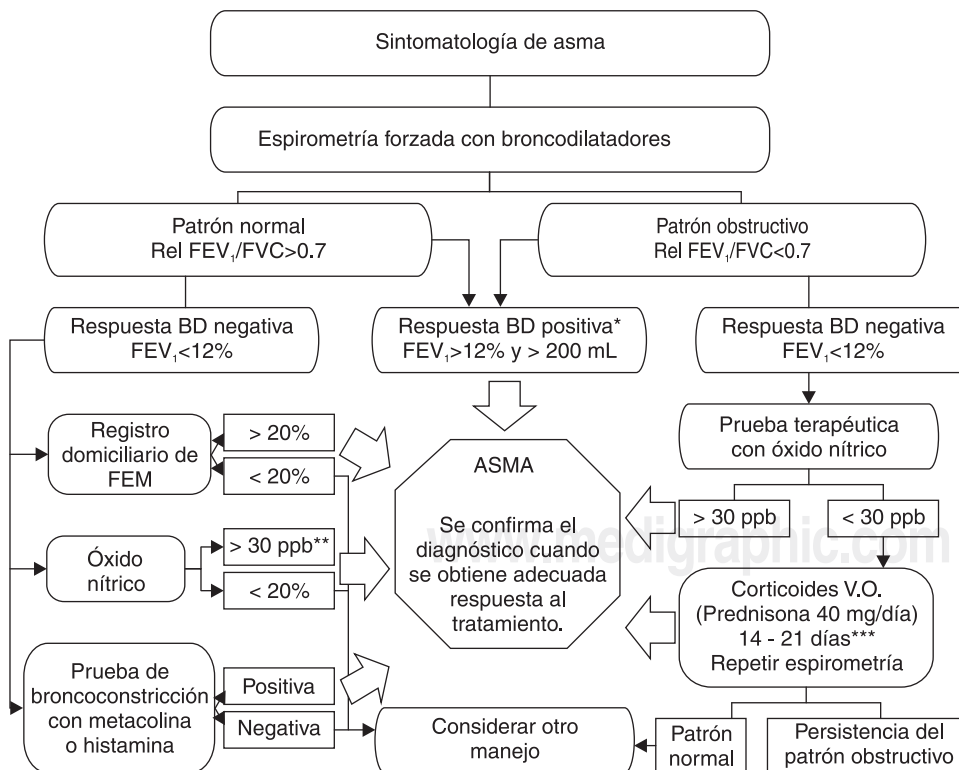 Sintomatología de asma
Espirometría forzada con broncodilatadores
Patrón normal
Rel FEV₁/FVC>0.7
Patrón obstructivo
Rel FEV₁/FVC<0.7
Respuesta BD negativa
FEV₁<12%
Respuesta BD positiva*
FEV₁>12% y > 200 mL
Respuesta BD negativa
FEV₁<12%
Registro
domiciliario de
FEM
> 20%
< 20%
Óxido
nítrico
> 30 ppb**
< 20%
Prueba de
broncoconstricción
con metacolina
o histamina
Positiva
Negativa
ASMA
Se confirma el
diagnóstico cuando
se obtiene adecuada
respuesta al
tratamiento.
Considerar otro
manejo
Prueba terapéutica
con óxido nítrico
> 30 ppb
< 30 ppb
www.medigraphic.com
Corticoides V.O.
(Prednisona 40 mg/día)
14 - 21 días***
Repetir espirometría
Patrón
normal
Persistencia del
patrón obstructivo